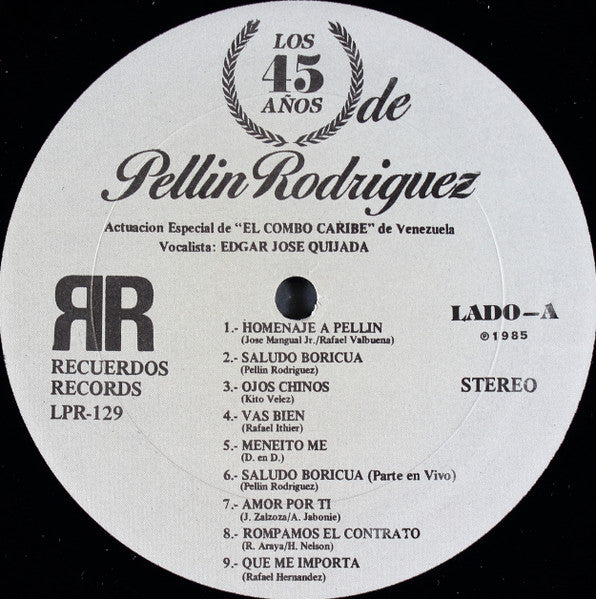 LOS
45
AÑOS
de
Pellin Rodriguez
Actuacion Especial de "EL COMBO CARIBE" de Venezuela
Vocalista: EDGAR JOSE QUIJADA
RR
RECUERDOS
RECORDS
LPR-129
LADO-A
℗1985
STEREO
1.- HOMENAJE A PELLIN
(Jose Mangual Jr./Rafael Valbuena)
2.- SALUDO BORICUA
(Pellin Rodriguez)
3.- OJOS CHINOS
(Kito Velez)
4.- VAS BIEN
(Rafael Ithier)
5.- MENEITO ME
(D. en D.)
6.- SALUDO BORICUA (Parte en Vivo)
(Pellin Rodriguez)
7.- AMOR POR TI
(J. Zalzoza/A. Jabonie)
8.- ROMPAMOS EL CONTRATO
(R. Araya/H. Nelson)
9.- QUE ME IMPORTA
(Rafael Hernandez)